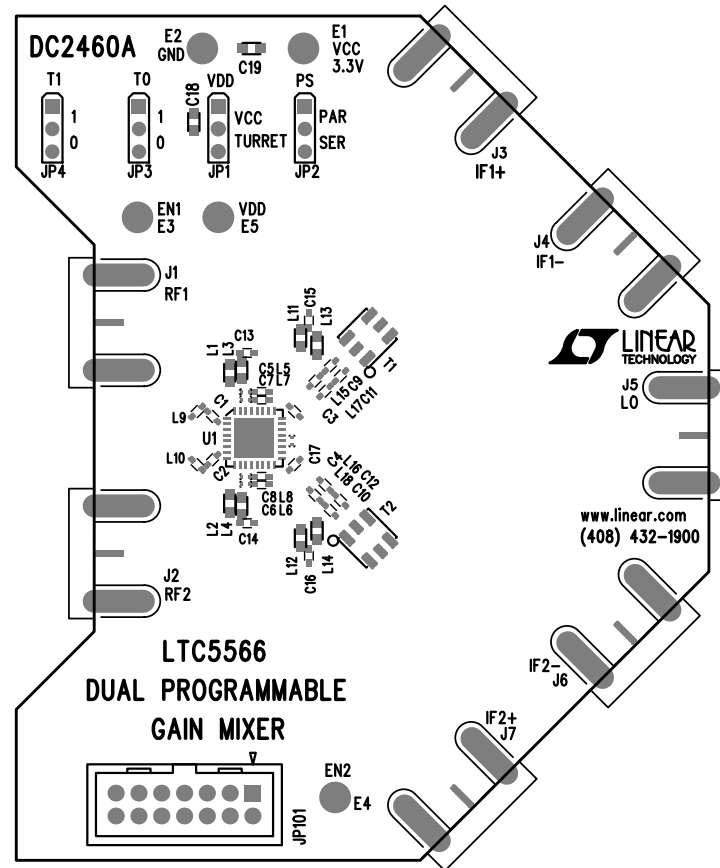 DC2460A
E2
GND
C19
E1
VCC
3.3V
T1
1
0
JP4
T0
1
0
JP3
C18
VDD
VCC
TURRET
JP1
PS
PAR
SER
JP2
J3
IF1+
EN1
E3
VDD
E5
J4
IF1-
J1
RF1
L11
C15
L13
T1
LINEAR
TECHNOLOGY
L1
L3
C13
C5 L5
C7 L7
L15 C9
L17 C11
C3
J5
LO
L9
C1
U1
L10
C2
C17
C4
L16 C12
L18 C10
T2
C8 L8
C6 L6
L2
L4
C14
L12
C16
L14
www.linear.com
(408) 432-1900
J2
RF2
LTC5566
DUAL PROGRAMMABLE
GAIN MIXER
IF2-
J6
IF2+
J7
EN2
E4
JP101